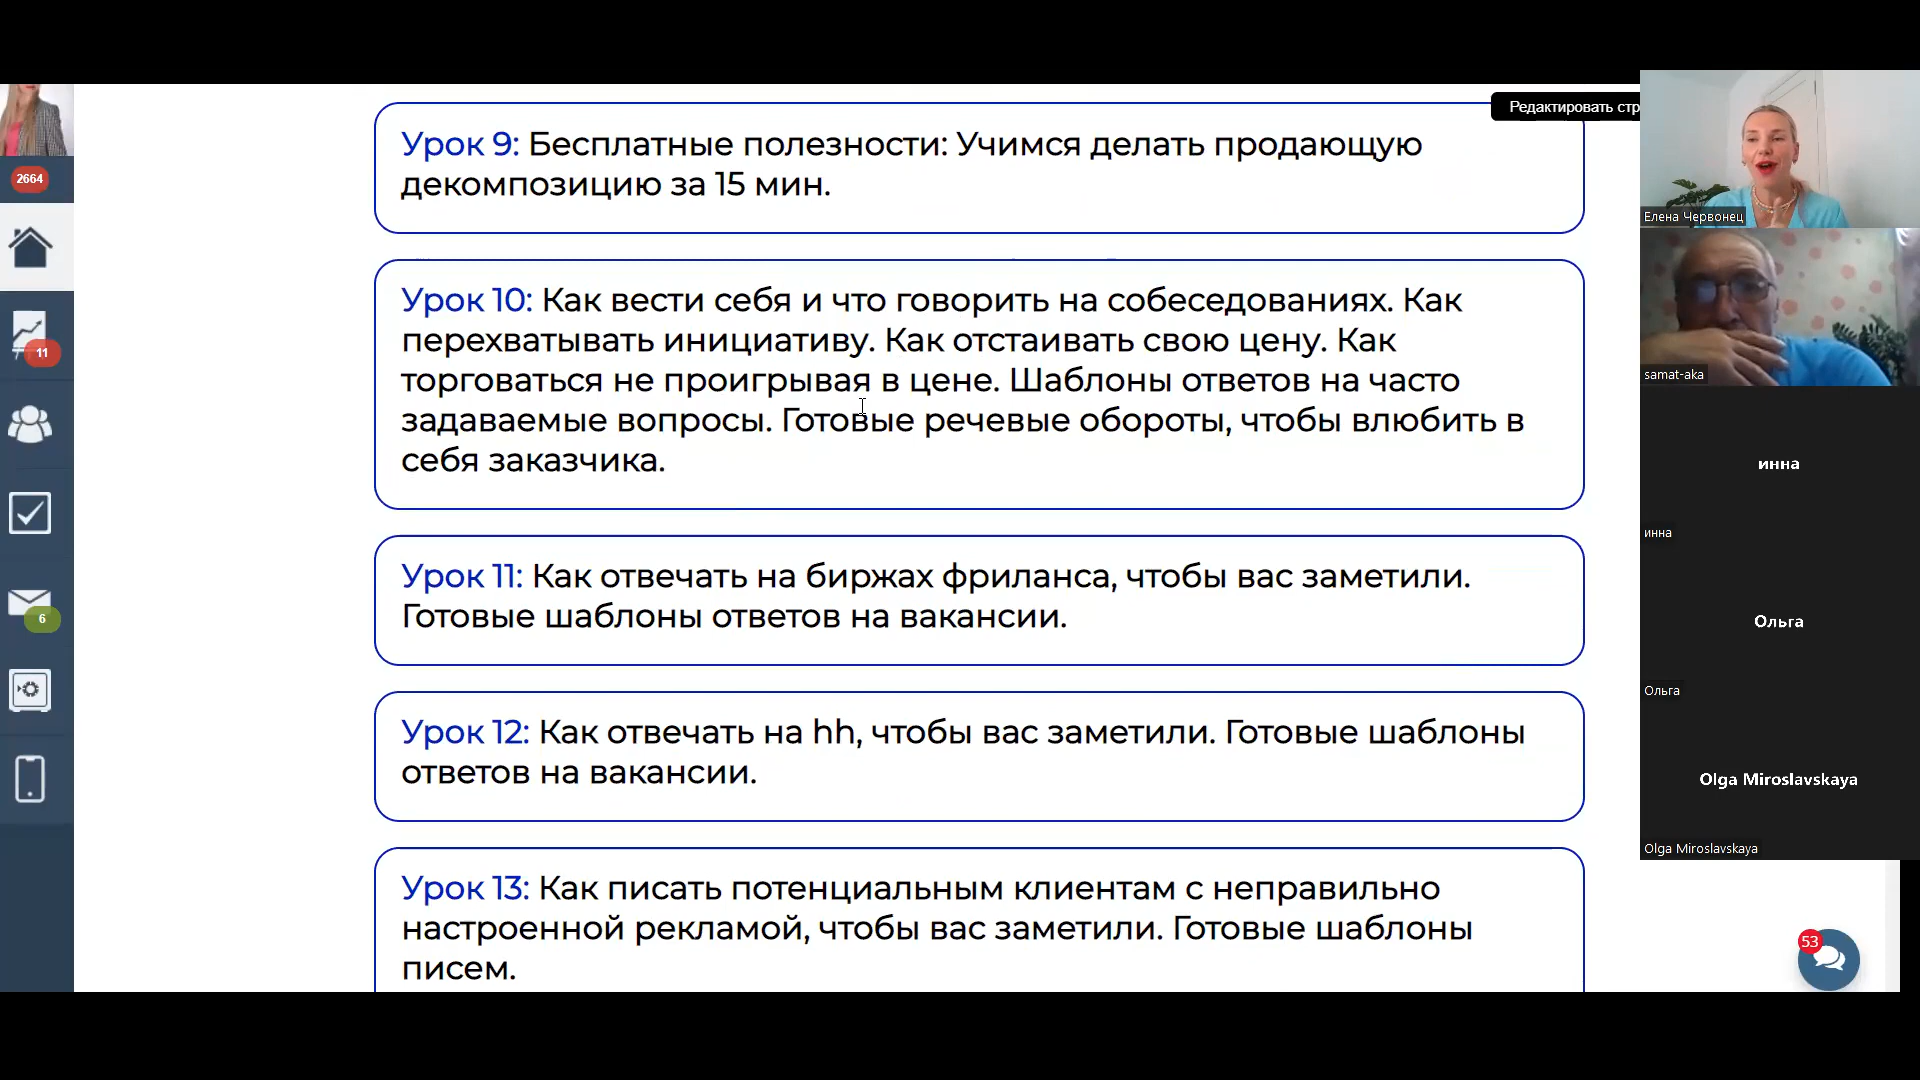 Редактировать стр
Урок 9: Бесплатные полезности: Учимся делать продающую
декомпозицию за 15 мин.
Урок 10: Как вести себя и что говорить на собеседованиях. Как
перехватывать инициативу. Как отстаивать свою цену. Как
торговаться не проигрывая в цене. Шаблоны ответов на часто
задаваемые вопросы. Готовые речевые обороты, чтобы влюбить в
себя заказчика.
Урок 11: Как отвечать на биржах фриланса, чтобы вас заметили.
Готовые шаблоны ответов на вакансии.
Урок 12: Как отвечать на hh, чтобы вас заметили. Готовые шаблоны
ответов на вакансии.
Урок 13: Как писать потенциальным клиентам с неправильно
настроенной рекламой, чтобы вас заметили. Готовые шаблоны
писем.
2664
11
6
53
Елена Червонец
samat-aka
инна
инна
Ольга
Ольга
Olga Miroslavskaya
Olga Miroslavskaya